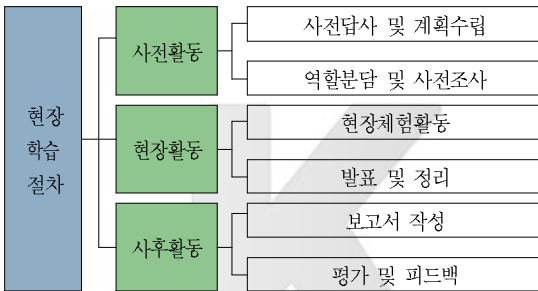 현장
학습
절차
사전활동
사전답사 및 계획수립
역할분담 및 사전조사
현장활동
현장체험활동
발표 및 정리
사후활동
보고서 작성
평가 및 피드백